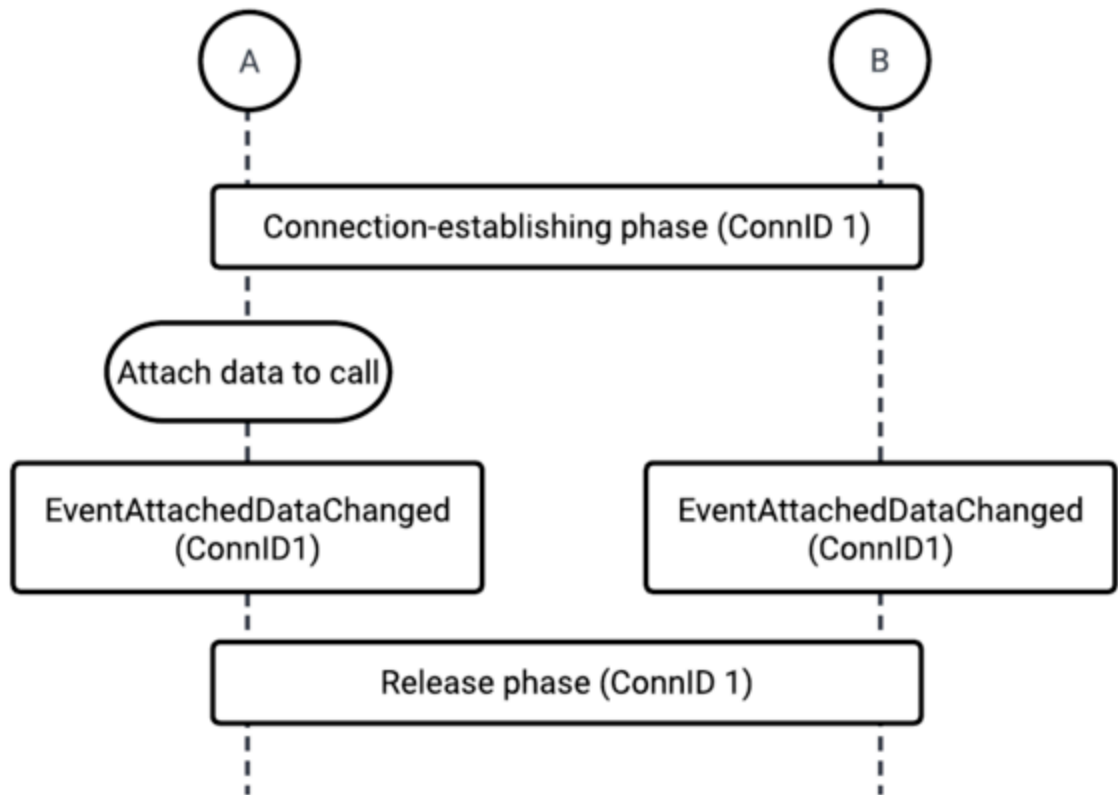 A
B
Connection-establishing phase (ConnID 1)
Attach data to call
EventAttachedDataChanged
(ConnID1)
EventAttachedDataChanged
(ConnID1)
Release phase (ConnID 1)